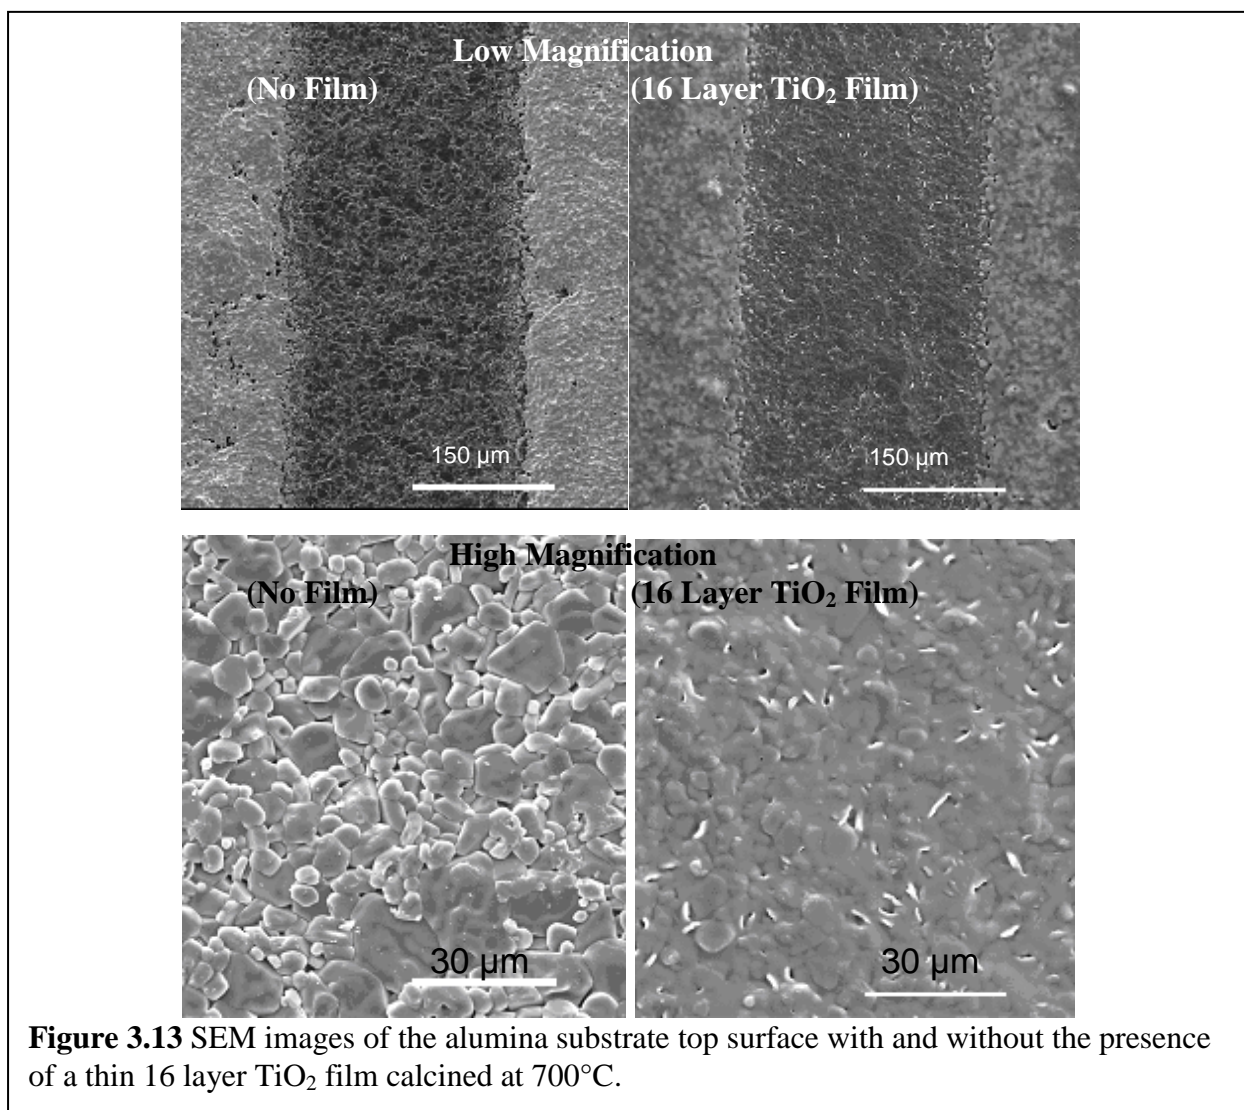 Low Magnification
(No Film) (16 Layer TiO₂ Film)
150 µm 150 µm
High Magnification
(No Film) (16 Layer TiO₂ Film)
30 µm 30 µm
Figure 3.13 SEM images of the alumina substrate top surface with and without the presence
of a thin 16 layer TiO₂ film calcined at 700°C.